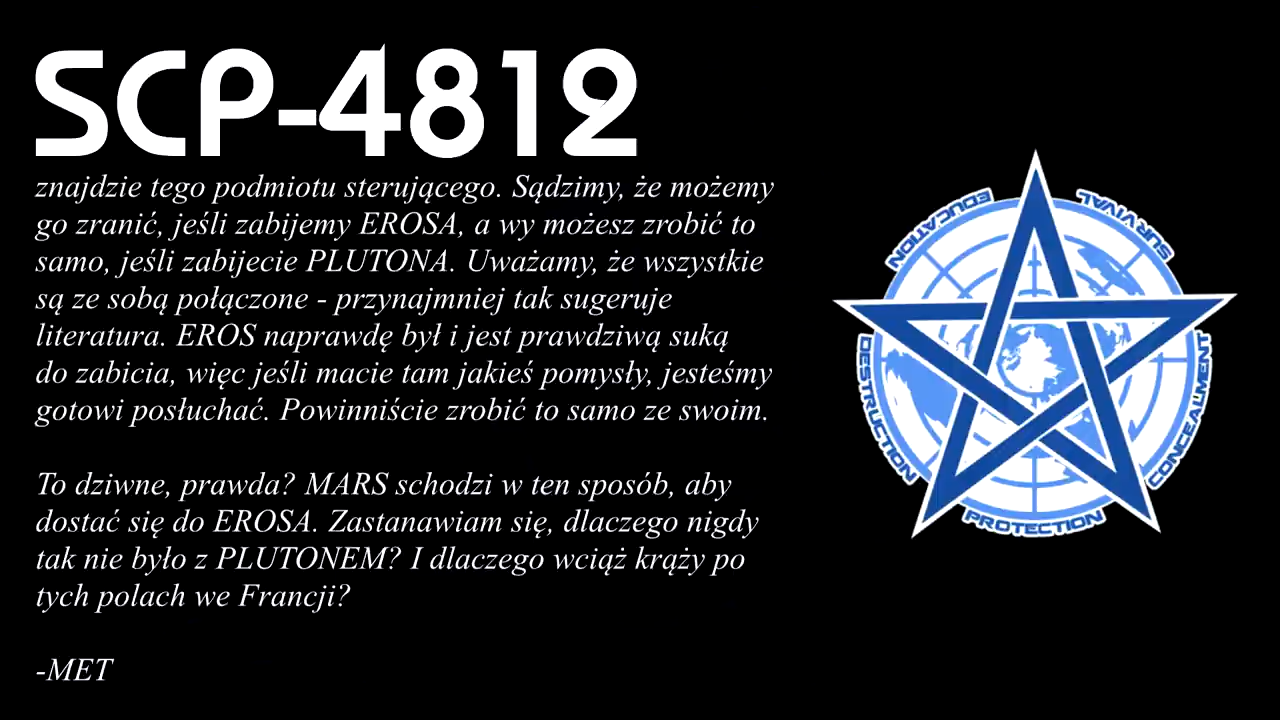 SCP-4812
znajdzie tego podmiotu sterującego. Sądzimy, że możemy
go zranić, jeśli zabijemy EROSA, a wy możesz zrobić to
samo, jeśli zabijecie PLUTONA. Uważamy, że wszystkie
są ze sobą połączone - przynajmniej tak sugeruje
literatura. EROS naprawdę był i jest prawdziwą suką
do zabicia, więc jeśli macie tam jakieś pomysły, jesteśmy
gotowi posłuchać. Powinniście zrobić to samo ze swoim.
To dziwne, prawda? MARS schodzi w ten sposób, aby
dostać się do EROSA. Zastanawiam się, dlaczego nigdy
tak nie było z PLUTONEM? I dlaczego wciąż krąży po
tych polach we Francji?
-MET
EDUCATION
SURVIVAL
DESTRUCTION
CONCEALMENT
PROTECTION